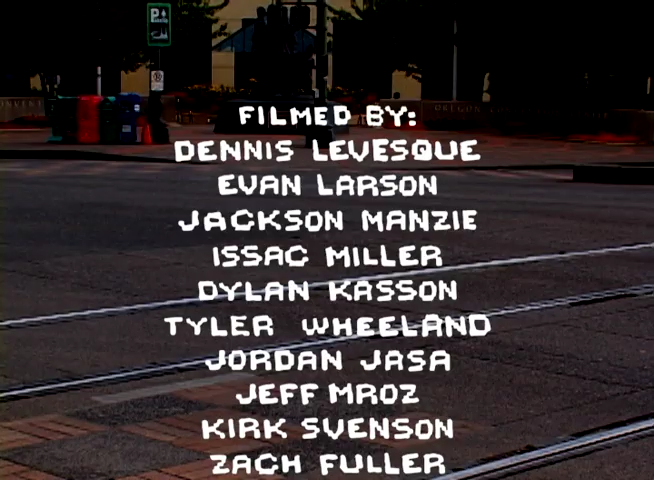 FILMED BY:
DENNIS LEVESQUE
EVAN LARSON
JACKSON MANZIE
ISSAC MILLER
DYLAN KASSON
TYLER WHEELAND
JORDAN JASA
JEFF MROZ
KIRK SVENSON
ZACH FULLER